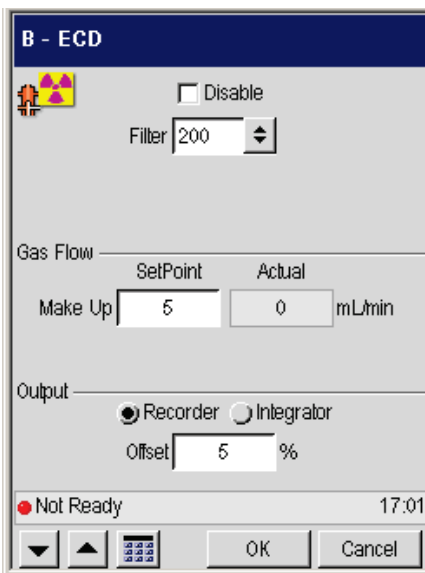 B - ECD
Disable
Filter 200
Gas Flow
SetPoint Actual
Make Up 5 0 mL/min
Output
Recorder Integrator
Offset 5 %
Not Ready 17:01
OK Cancel